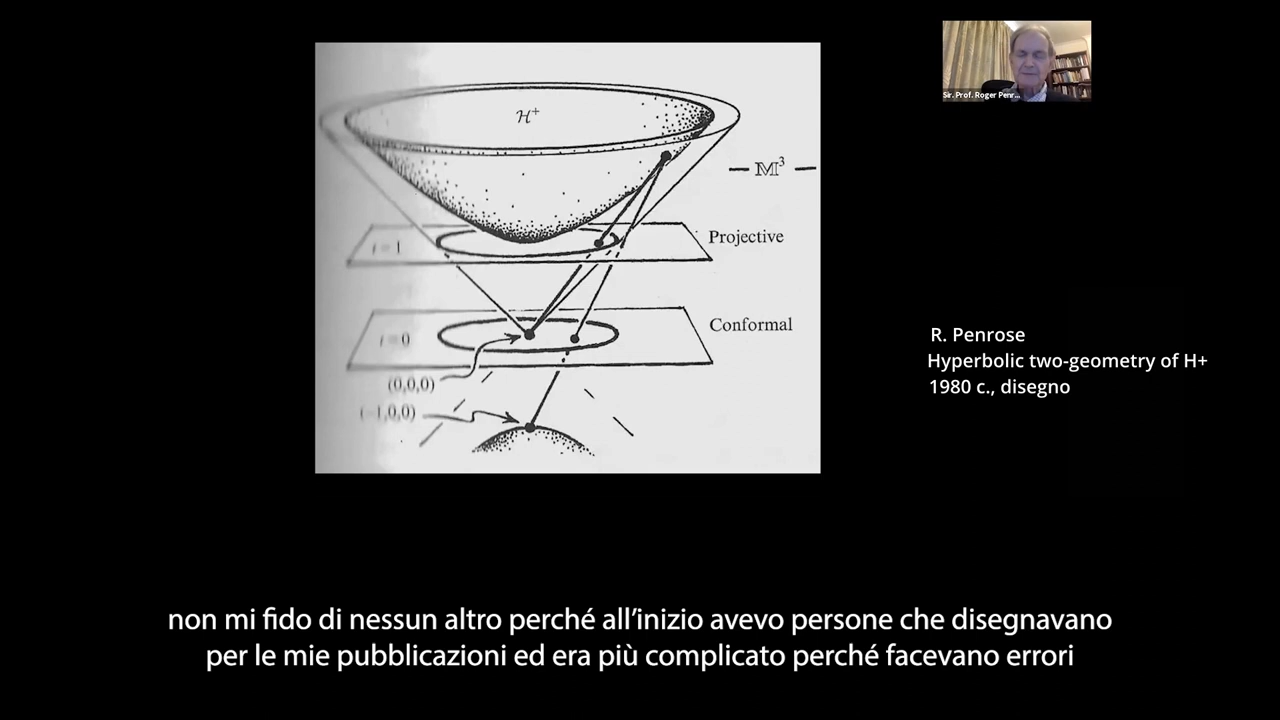 Sir. Prof. Roger Penr...
ℋ⁺
— 𝕄³ —
t = 1
Projective
t = 0
Conformal
(0,0,0)
(−1,0,0)
R. Penrose
Hyperbolic two-geometry of H+
1980 c., disegno
non mi fido di nessun altro perché all'inizio avevo persone che disegnavano
per le mie pubblicazioni ed era più complicato perché facevano errori